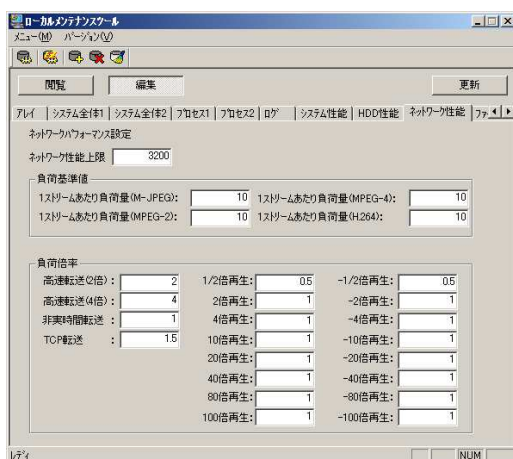 ローカルメンテナンスツール
メニュー(M) バージョン(V)
閲覧 編集 更新
アレイ システム全体1 システム全体2 プロセス1 プロセス2 ログ システム性能 HDD性能 ネットワーク性能 ファ
ネットワークパフォーマンス設定
ネットワーク性能上限 3200
負荷基準値
1ストリームあたり負荷量(M-JPEG): 10 1ストリームあたり負荷量(MPEG-4): 10
1ストリームあたり負荷量(MPEG-2): 10 1ストリームあたり負荷量(H.264): 10
負荷倍率
高速転送(2倍): 2 1/2倍再生: 0.5 -1/2倍再生: 0.5
高速転送(4倍): 4 2倍再生: 1 -2倍再生: 1
非実時間転送 : 1 4倍再生: 1 -4倍再生: 1
TCP転送 : 1.5 10倍再生: 1 -10倍再生: 1
20倍再生: 1 -20倍再生: 1
40倍再生: 1 -40倍再生: 1
80倍再生: 1 -80倍再生: 1
100倍再生: 1 -100倍再生: 1
レディ NUM